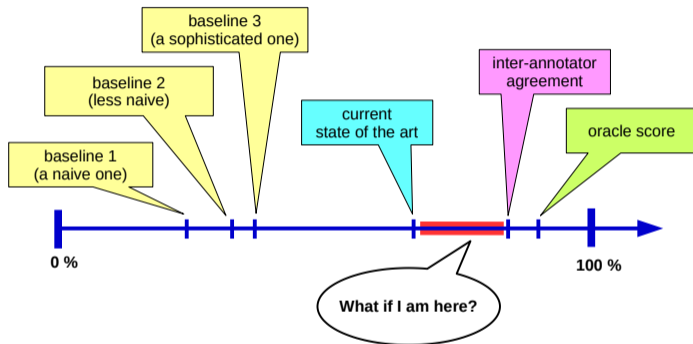 baseline 3
(a sophisticated one)
baseline 2
(less naive)
baseline 1
(a naive one)
current
state of the art
inter-annotator
agreement
oracle score
0 %
100 %
What if I am here?